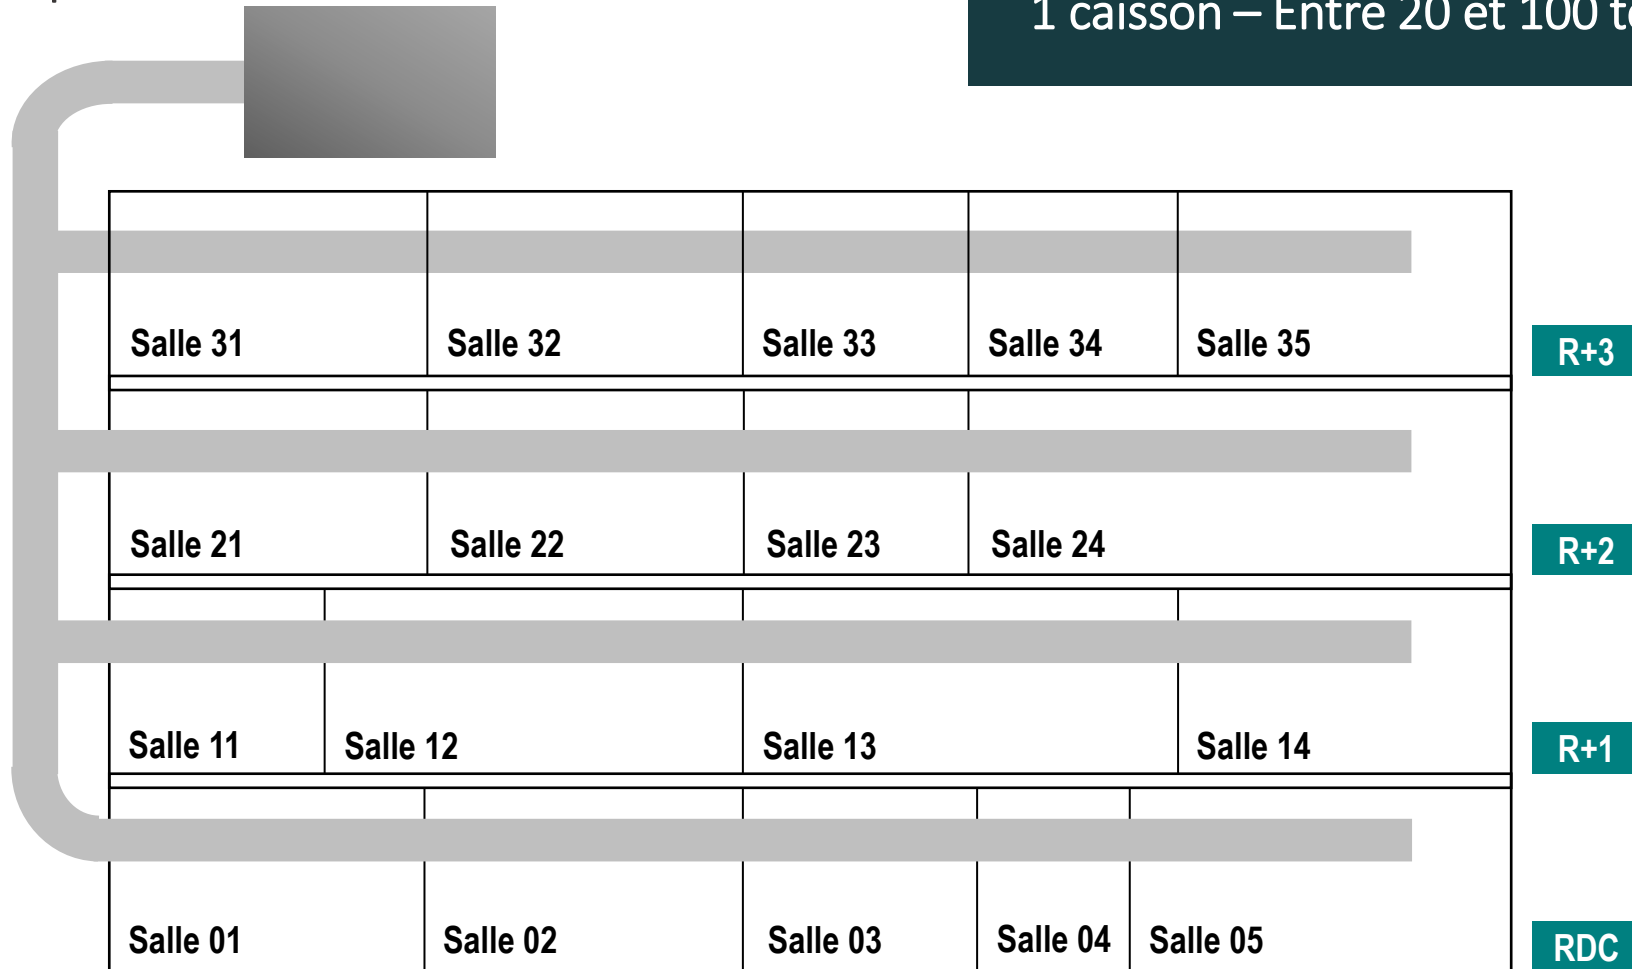 1 caisson – Entre 20 et 100
Salle 31 Salle 32 Salle 33 Salle 34 Salle 35 R+3
Salle 21 Salle 22 Salle 23 Salle 24 R+2
Salle 11 Salle 12 Salle 13 Salle 14 R+1
Salle 01 Salle 02 Salle 03 Salle 04 Salle 05 RDC